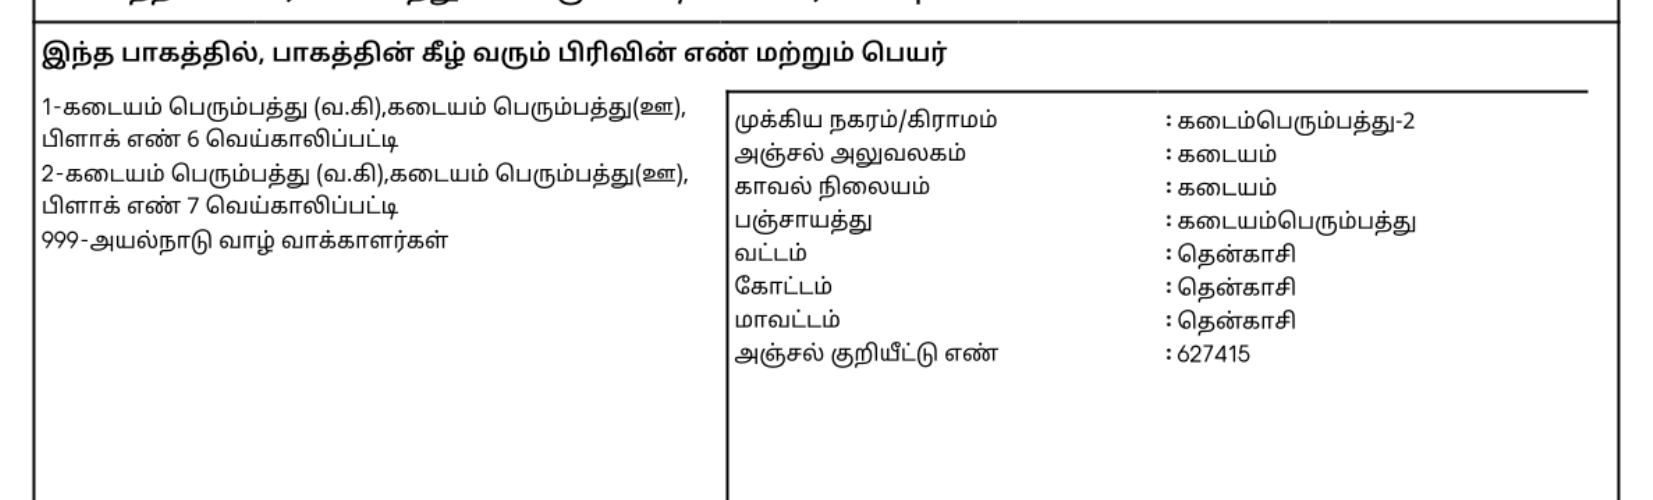 இந்த பாகத்தில், பாகத்தின் கீழ் வரும் பிரிவின் எண் மற்றும் பெயர்
1-கடையம் பெரும்பத்து (வ.கி),கடையம் பெரும்பத்து(ஊ),
பிளாக் எண் 6 வெய்காலிப்பட்டி
2-கடையம் பெரும்பத்து (வ.கி),கடையம் பெரும்பத்து(ஊ),
பிளாக் எண் 7 வெய்காலிப்பட்டி
999-அயல்நாடு வாழ் வாக்காளர்கள்
முக்கிய நகரம்/கிராமம் : கடைம்பெரும்பத்து-2
அஞ்சல் அலுவலகம் : கடையம்
காவல் நிலையம் : கடையம்
பஞ்சாயத்து : கடையம்பெரும்பத்து
வட்டம் : தென்காசி
கோட்டம் : தென்காசி
மாவட்டம் : தென்காசி
அஞ்சல் குறியீட்டு எண் : 627415